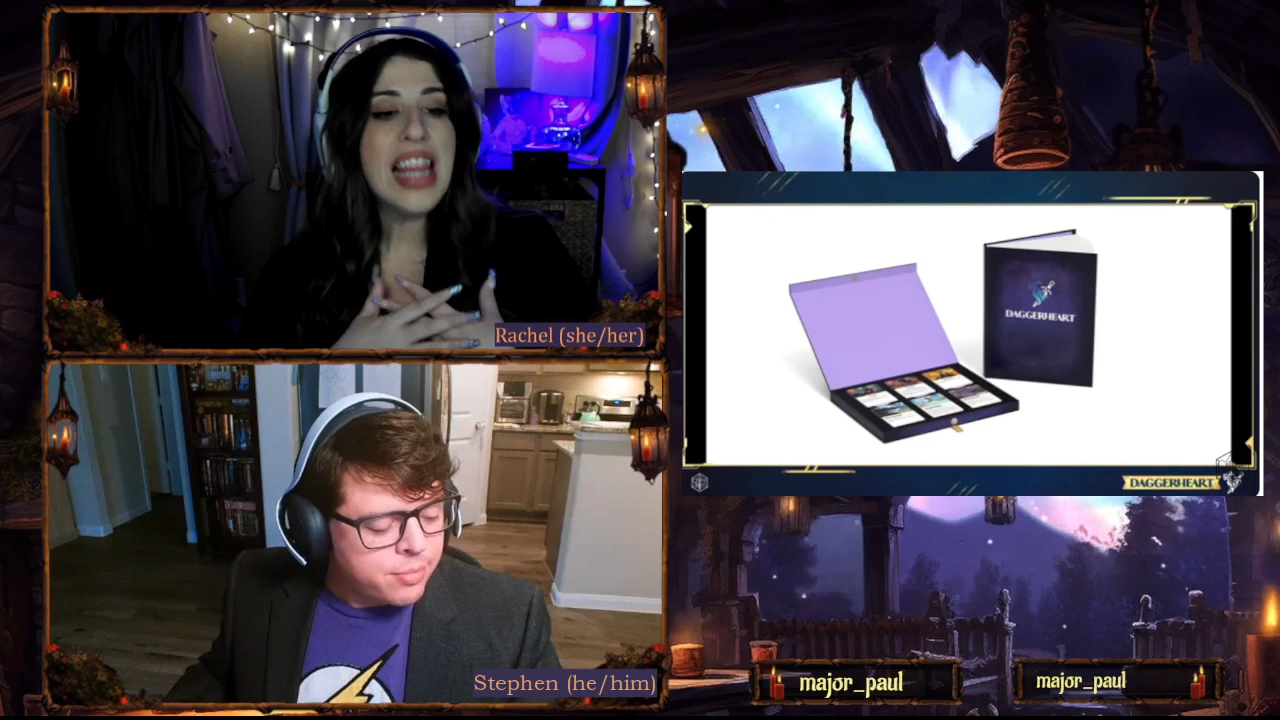 Rachel (she/her)
Stephen (he/him)
DAGGERHEART
DAGGERHEART
major_paul
major_paul